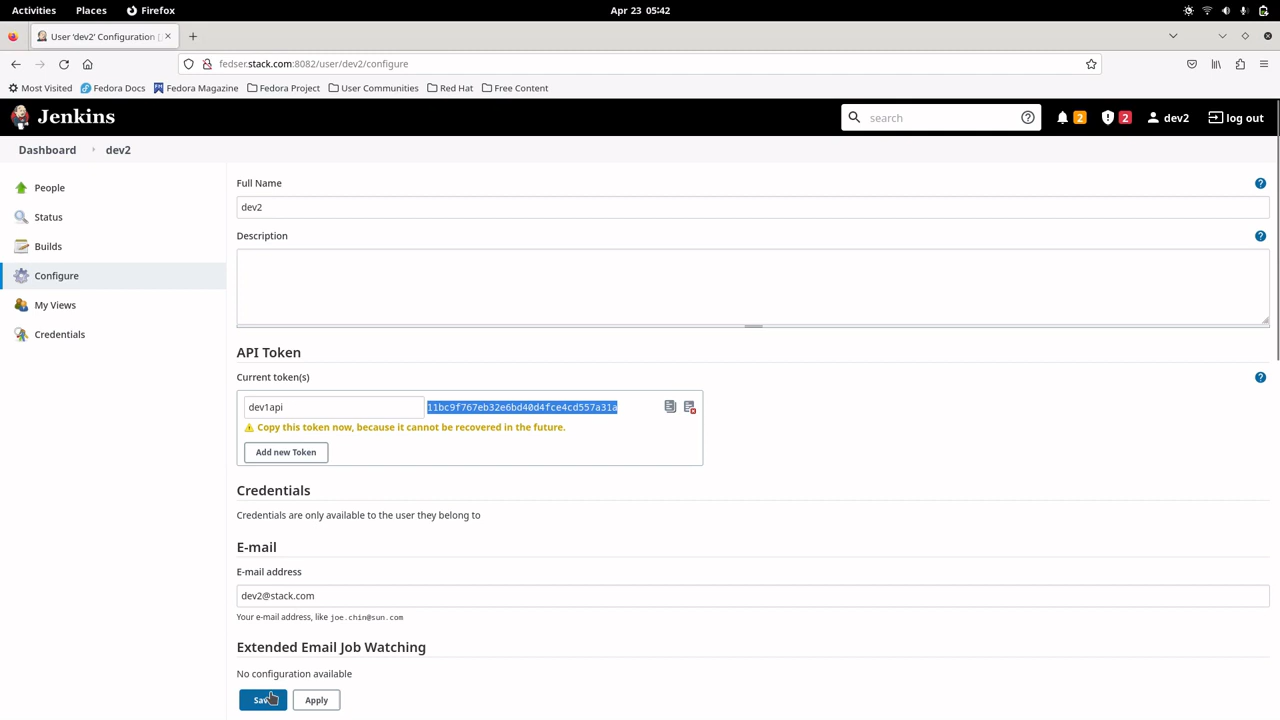 Activities Places Firefox Apr 23 05:42
User 'dev2' Configuration [
fedser.stack.com:8082/user/dev2/configure
Most Visited Fedora Docs Fedora Magazine Fedora Project User Communities Red Hat Free Content
Jenkins search 2 2 dev2 log out
Dashboard dev2
People
Status
Builds
Configure
My Views
Credentials
Full Name
dev2
Description
API Token
Current token(s)
dev1api 11bc9f767eb32e6bd40d4fce4cd557a31a
Copy this token now, because it cannot be recovered in the future.
Add new Token
Credentials
Credentials are only available to the user they belong to
E-mail
E-mail address
dev2@stack.com
Your e-mail address, like joe.chin@sun.com
Extended Email Job Watching
No configuration available
Save Apply